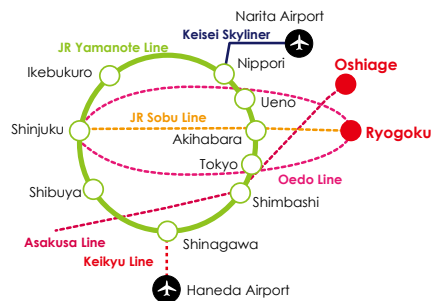 Narita Airport
Keisei Skyliner
JR Yamanote Line
Nippori
Ikebukuro
Oshiage
Ueno
JR Sobu Line
Shinjuku
Akihabara
Ryogoku
Tokyo
Oedo Line
Shibuya
Shimbashi
Asakusa Line
Shinagawa
Keikyu Line
Haneda Airport